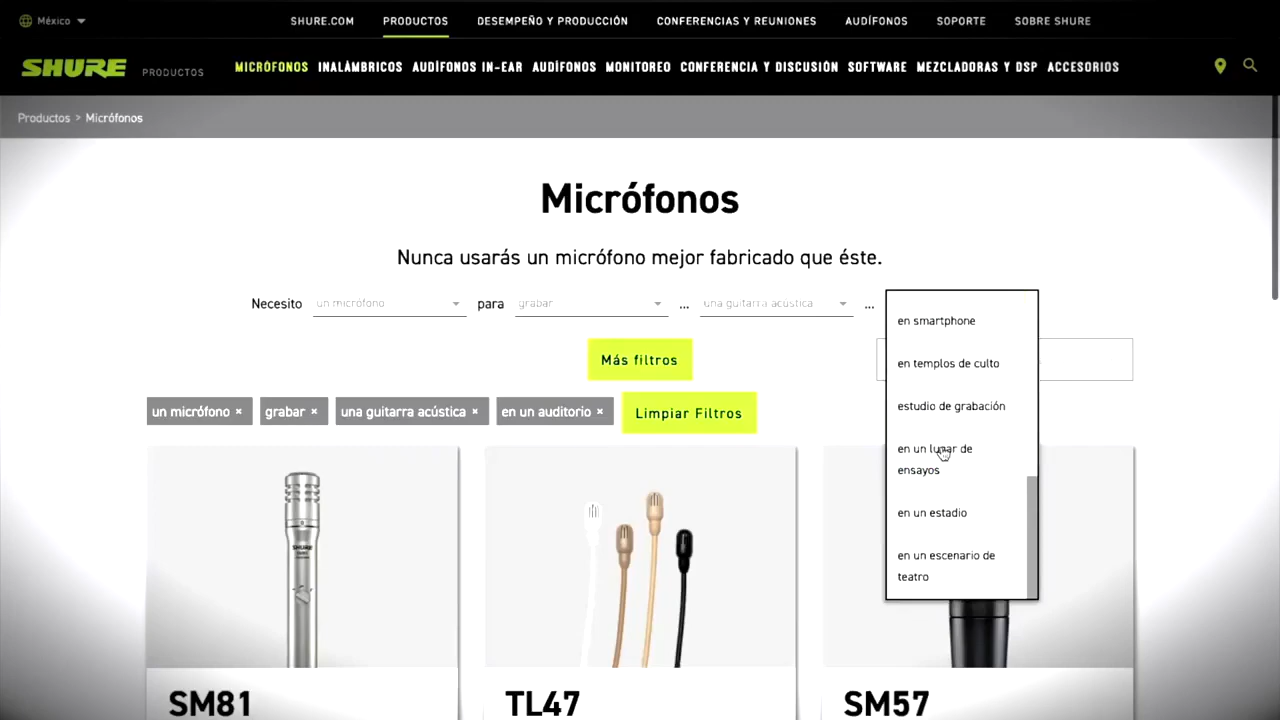 México
SHURE.COM
PRODUCTOS
DESEMPEÑO Y PRODUCCIÓN
CONFERENCIAS Y REUNIONES
AUDÍFONOS
SOPORTE
SOBRE SHURE
SHURE
PRODUCTOS
MICRÓFONOS
INALÁMBRICOS
AUDÍFONOS IN-EAR
AUDÍFONOS
MONITOREO
CONFERENCIA Y DISCUSIÓN
SOFTWARE
MEZCLADORAS Y DSP
ACCESORIOS
Productos > Micrófonos
Micrófonos
Nunca usarás un micrófono mejor fabricado que éste.
Necesito un micrófono para grabar ... una guitarra acústica ...
en smartphone
en templos de culto
estudio de grabación
en un lugar de
ensayos
en un estadio
en un escenario de
teatro
Más filtros
un micrófono ×
grabar ×
una guitarra acústica ×
en un auditorio ×
Limpiar Filtros
SHURE
SM81
TL47
SM57